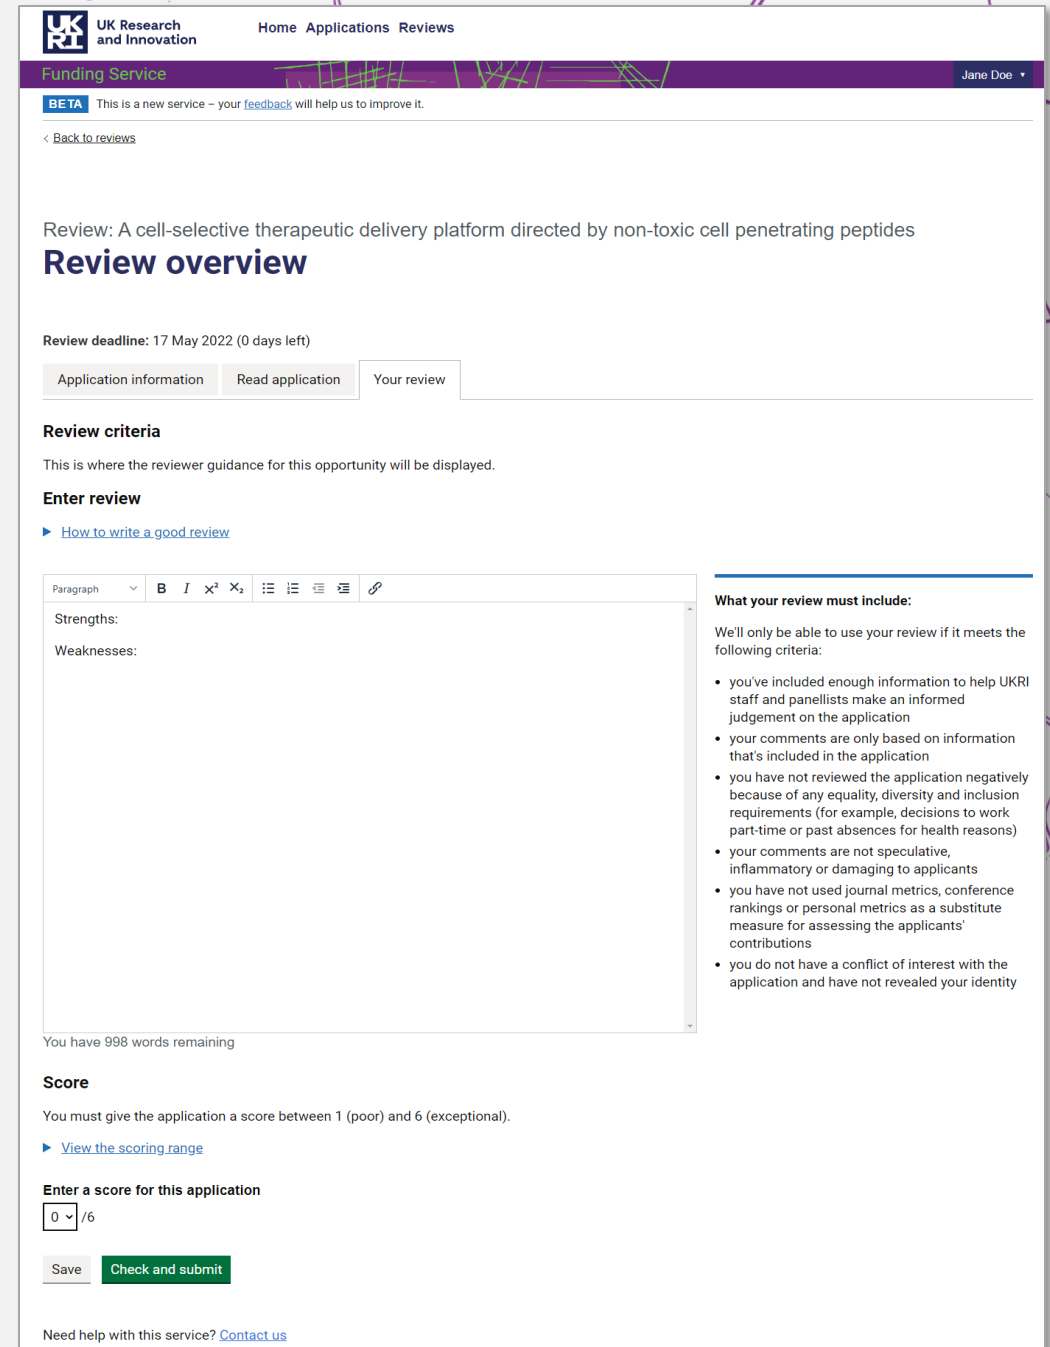 UK
RI
UK Research
and Innovation
Home Applications Reviews
Funding Service
Jane Doe
BETA This is a new service – your feedback will help us to improve it.
< Back to reviews
Review: A cell-selective therapeutic delivery platform directed by non-toxic cell penetrating peptides
Review overview
Review deadline: 17 May 2022 (0 days left)
Application information Read application Your review
Review criteria
This is where the reviewer guidance for this opportunity will be displayed.
Enter review
How to write a good review
Paragraph B I x² X₂
Strengths:
Weaknesses:
You have 998 words remaining
What your review must include:
We'll only be able to use your review if it meets the
following criteria:
• you've included enough information to help UKRI
staff and panellists make an informed
judgement on the application
• your comments are only based on information
that's included in the application
• you have not reviewed the application negatively
because of any equality, diversity and inclusion
requirements (for example, decisions to work
part-time or past absences for health reasons)
• your comments are not speculative,
inflammatory or damaging to applicants
• you have not used journal metrics, conference
rankings or personal metrics as a substitute
measure for assessing the applicants'
contributions
• you do not have a conflict of interest with the
application and have not revealed your identity
Score
You must give the application a score between 1 (poor) and 6 (exceptional).
View the scoring range
Enter a score for this application
0 /6
Save Check and submit
Need help with this service? Contact us